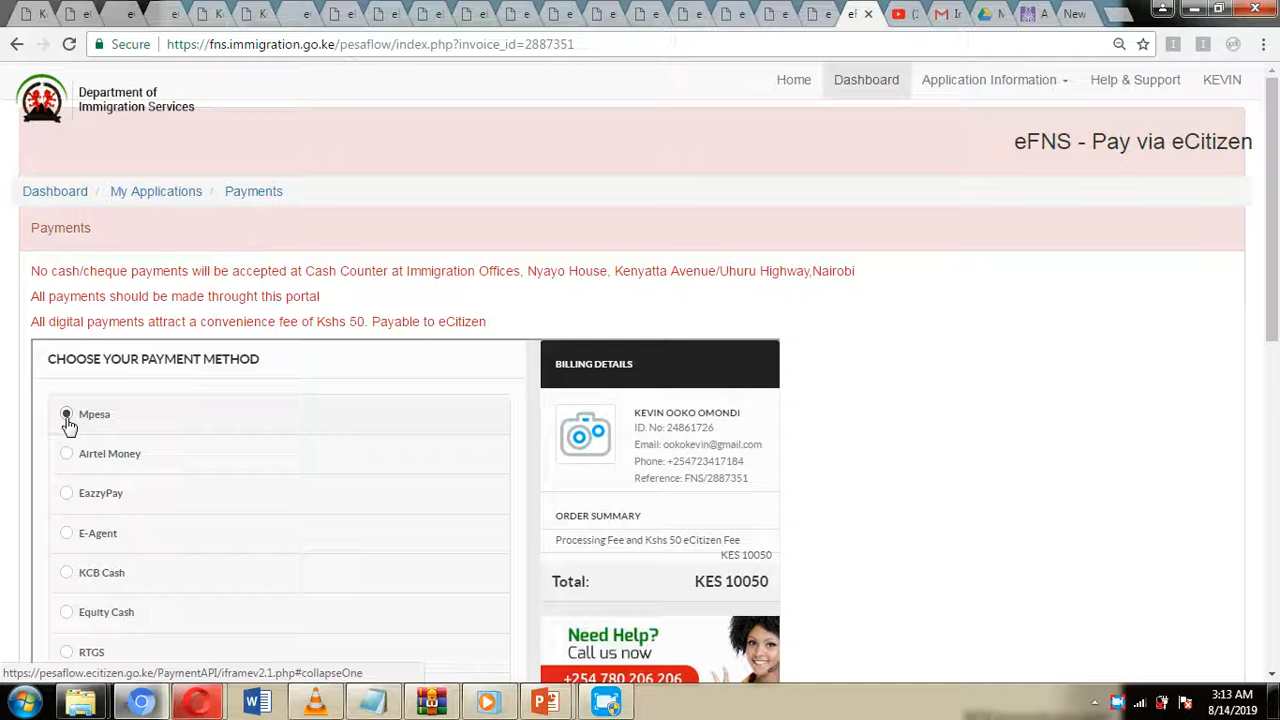 Secure
https://fns.immigration.go.ke/pesaflow/index.php?invoice_id=2887351
New
Department of
Immigration Services
Home
Dashboard
Application Information
Help & Support
KEVIN
eFNS - Pay via eCitizen
Dashboard / My Applications / Payments
Payments
No cash/cheque payments will be accepted at Cash Counter at Immigration Offices, Nyayo House, Kenyatta Avenue/Uhuru Highway,Nairobi
All payments should be made throught this portal
All digital payments attract a convenience fee of Kshs 50. Payable to eCitizen
CHOOSE YOUR PAYMENT METHOD
Mpesa
Airtel Money
EazzyPay
E-Agent
KCB Cash
Equity Cash
RTGS
BILLING DETAILS
KEVIN OOKO OMONDI
ID. No: 24861726
Email: ookokevin@gmail.com
Phone: +254723417184
Reference: FNS/2887351
ORDER SUMMARY
Processing Fee and Kshs 50 eCitizen Fee
KES 10050
Total: KES 10050
Need Help?
Call us now
+254 780 206 206
https://pesaflow.ecitizen.go.ke/PaymentAPI/iframev2.1.php#collapseOne
3:13 AM
8/14/2019